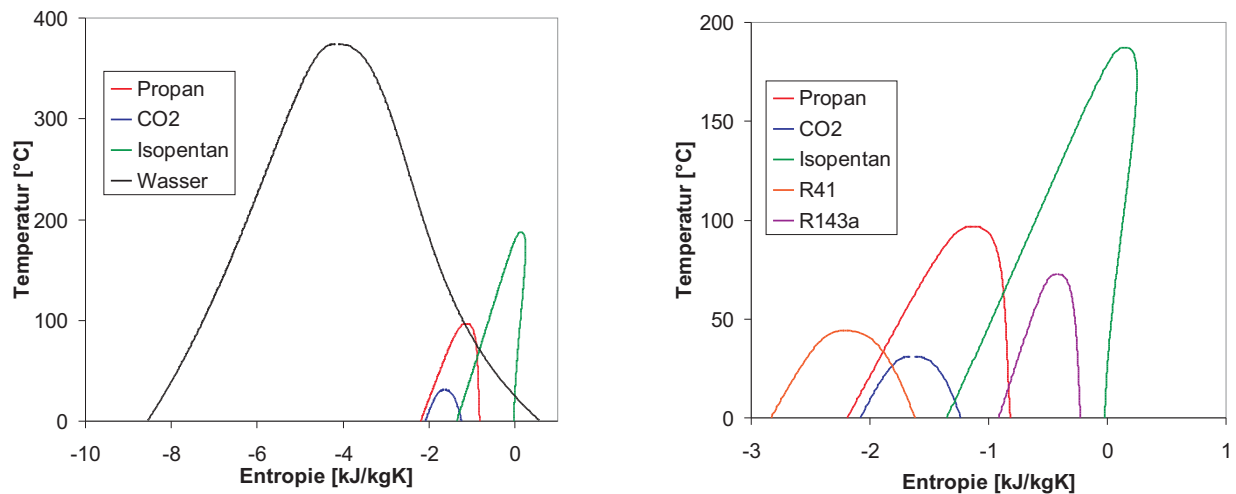 400
300
200
100
0
Temperatur [°C]
Propan
CO2
Isopentan
Wasser
-10 -8 -6 -4 -2 0
Entropie [kJ/kgK]
200
150
100
50
0
Temperatur [°C]
Propan
CO2
Isopentan
R41
R143a
-3 -2 -1 0 1
Entropie [kJ/kgK]